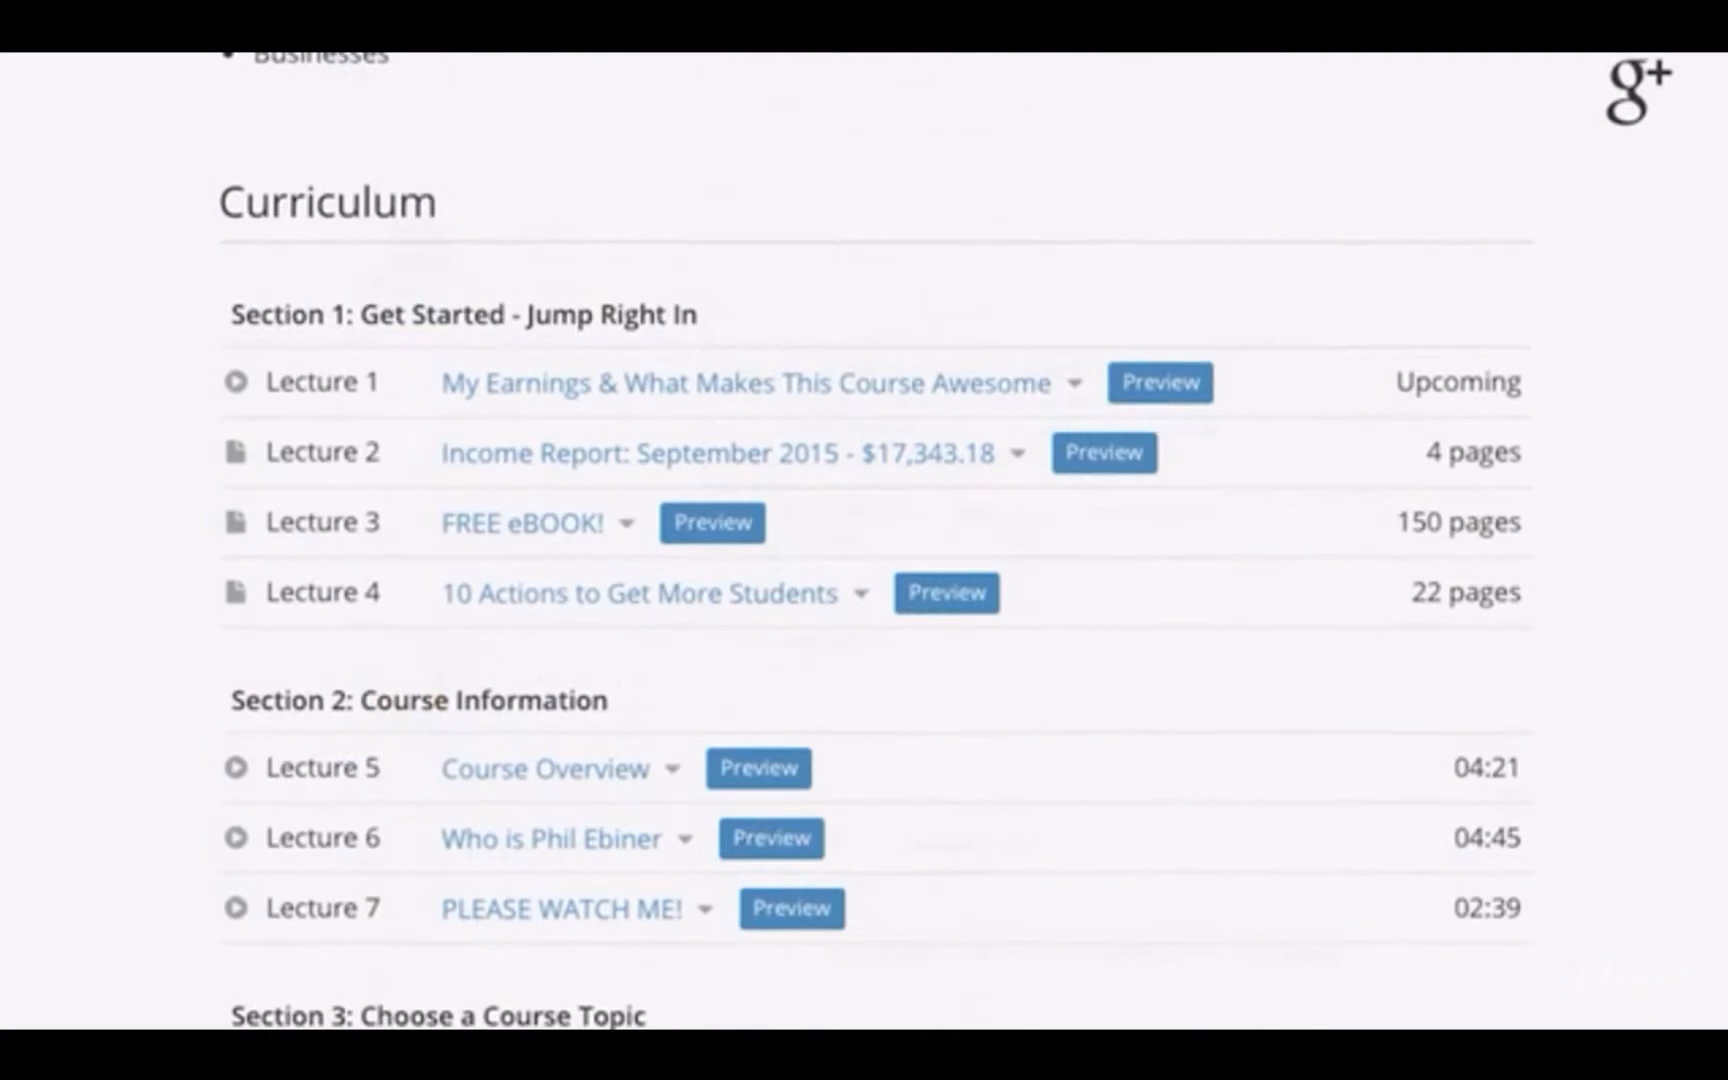 Businesses
g+
Curriculum
Section 1: Get Started - Jump Right In
Lecture 1 My Earnings & What Makes This Course Awesome Preview Upcoming
Lecture 2 Income Report: September 2015 - $17,343.18 Preview 4 pages
Lecture 3 FREE eBOOK! Preview 150 pages
Lecture 4 10 Actions to Get More Students Preview 22 pages
Section 2: Course Information
Lecture 5 Course Overview Preview 04:21
Lecture 6 Who is Phil Ebiner Preview 04:45
Lecture 7 PLEASE WATCH ME! Preview 02:39
Section 3: Choose a Course Topic